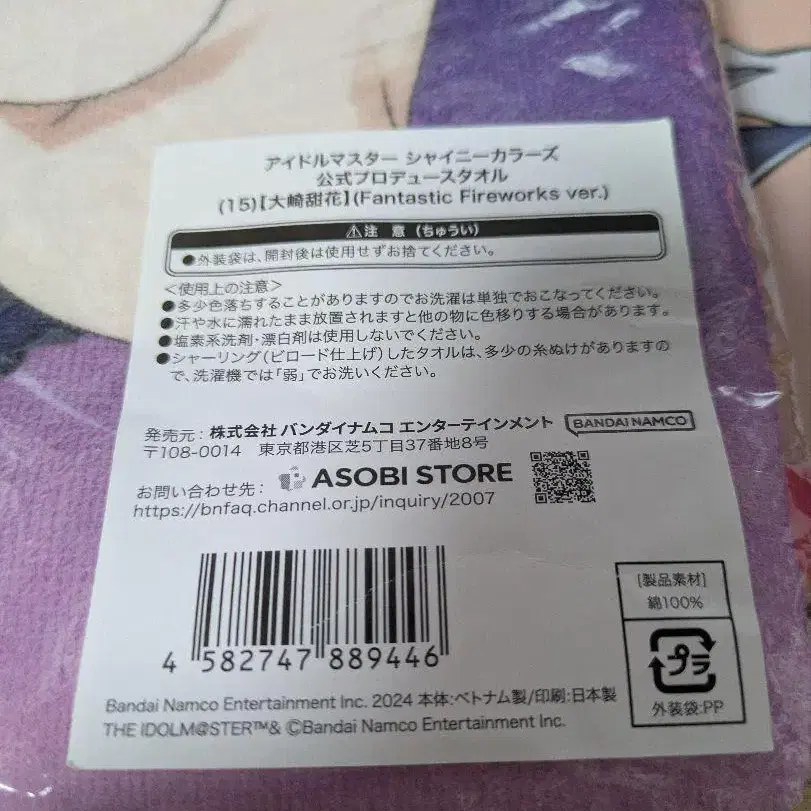 アイドルマスター シャイニーカラーズ
公式プロデュースタオル
(15)【大崎甜花】(Fantastic Fireworks ver.)
⚠注 意 (ちゅうい)
●外装袋は、開封後は使用せずお捨てください。
＜使用上の注意＞
●多少色落ちすることがありますのでお洗濯は単独でおこなってください。
●汗や水に濡れたまま放置されますと他の物に色移りする場合があります。
●塩素系洗剤・漂白剤は使用しないでください。
●シャーリング(ビロード仕上げ)したタオルは、多少の糸ぬけがありますの
で、洗濯機では「弱」でお洗いください。
発売元：株式会社 バンダイナムコ エンターテインメント BANDAI NAMCO
〒108-0014 東京都港区芝5丁目37番地8号
お問い合わせ先： ASOBI STORE
https://bnfaq.channel.or.jp/inquiry/2007
4 582747 889446
[製品素材]
綿100%
プラ
外装袋:PP
Bandai Namco Entertainment Inc. 2024 本体:ベトナム製/印刷:日本製
THE IDOLM@STER™& ©Bandai Namco Entertainment Inc.